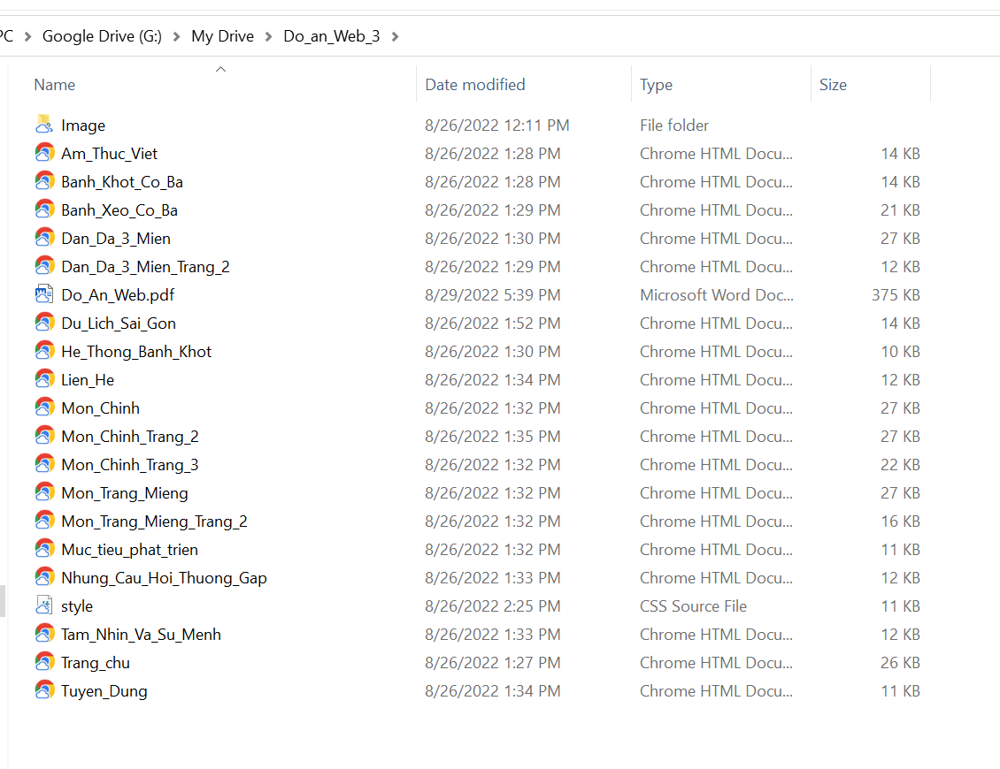 PC > Google Drive (G:) > My Drive > Do_an_Web_3 >
Name Date modified Type Size
Image 8/26/2022 12:11 PM File folder
Am_Thuc_Viet 8/26/2022 1:28 PM Chrome HTML Docu... 14 KB
Banh_Khot_Co_Ba 8/26/2022 1:28 PM Chrome HTML Docu... 14 KB
Banh_Xeo_Co_Ba 8/26/2022 1:29 PM Chrome HTML Docu... 21 KB
Dan_Da_3_Mien 8/26/2022 1:30 PM Chrome HTML Docu... 27 KB
Dan_Da_3_Mien_Trang_2 8/26/2022 1:29 PM Chrome HTML Docu... 12 KB
Do_An_Web.pdf 8/29/2022 5:39 PM Microsoft Word Doc... 375 KB
Du_Lich_Sai_Gon 8/26/2022 1:52 PM Chrome HTML Docu... 14 KB
He_Thong_Banh_Khot 8/26/2022 1:30 PM Chrome HTML Docu... 10 KB
Lien_He 8/26/2022 1:34 PM Chrome HTML Docu... 12 KB
Mon_Chinh 8/26/2022 1:32 PM Chrome HTML Docu... 27 KB
Mon_Chinh_Trang_2 8/26/2022 1:35 PM Chrome HTML Docu... 27 KB
Mon_Chinh_Trang_3 8/26/2022 1:32 PM Chrome HTML Docu... 22 KB
Mon_Trang_Mieng 8/26/2022 1:32 PM Chrome HTML Docu... 27 KB
Mon_Trang_Mieng_Trang_2 8/26/2022 1:32 PM Chrome HTML Docu... 16 KB
Muc_tieu_phat_trien 8/26/2022 1:32 PM Chrome HTML Docu... 11 KB
Nhung_Cau_Hoi_Thuong_Gap 8/26/2022 1:33 PM Chrome HTML Docu... 12 KB
style 8/26/2022 2:25 PM CSS Source File 11 KB
Tam_Nhin_Va_Su_Menh 8/26/2022 1:33 PM Chrome HTML Docu... 12 KB
Trang_chu 8/26/2022 1:27 PM Chrome HTML Docu... 26 KB
Tuyen_Dung 8/26/2022 1:34 PM Chrome HTML Docu... 11 KB